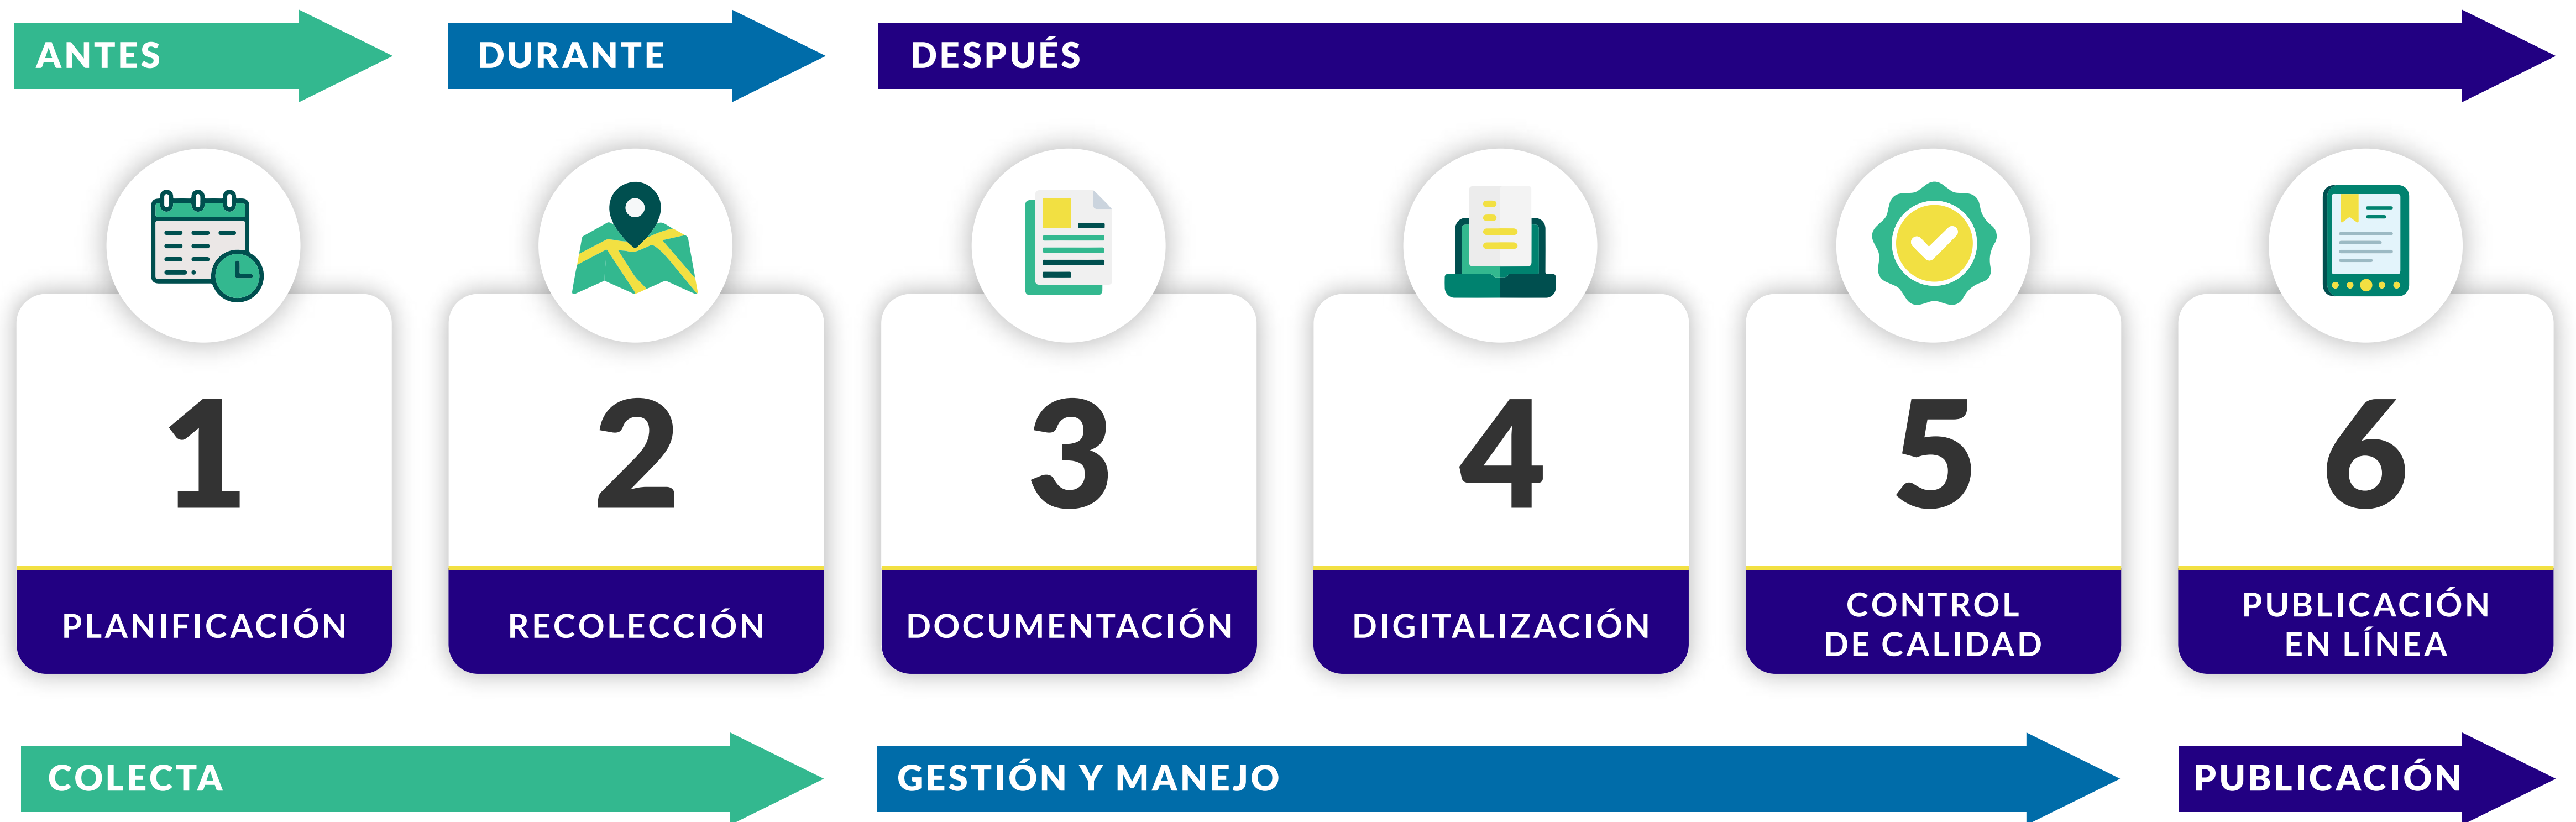 ANTES
DURANTE
DESPUÉS
1
2
3
4
5
6
PLANIFICACIÓN
RECOLECCIÓN
DOCUMENTACIÓN
DIGITALIZACIÓN
CONTROL
DE CALIDAD
PUBLICACIÓN
EN LÍNEA
COLECTA
GESTIÓN Y MANEJO
PUBLICACIÓN